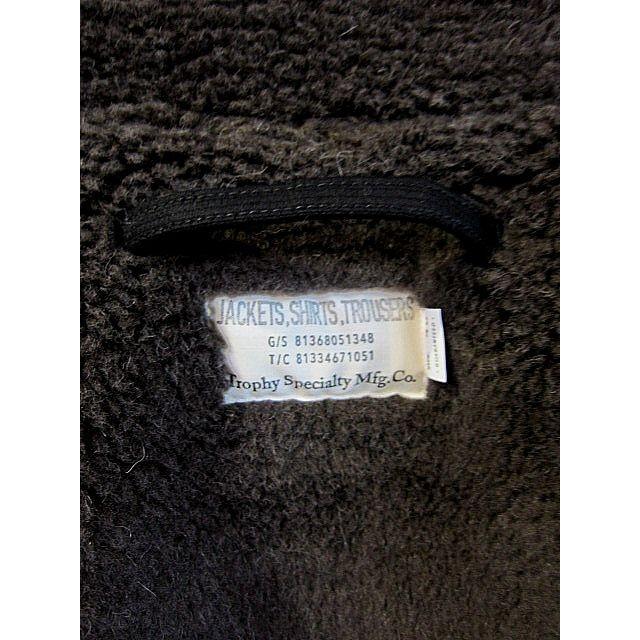 JACKETS,SHIRTS,TROUSERS
G/S 81368051348
T/C 81334671051
Trophy Specialty Mfg.Co.